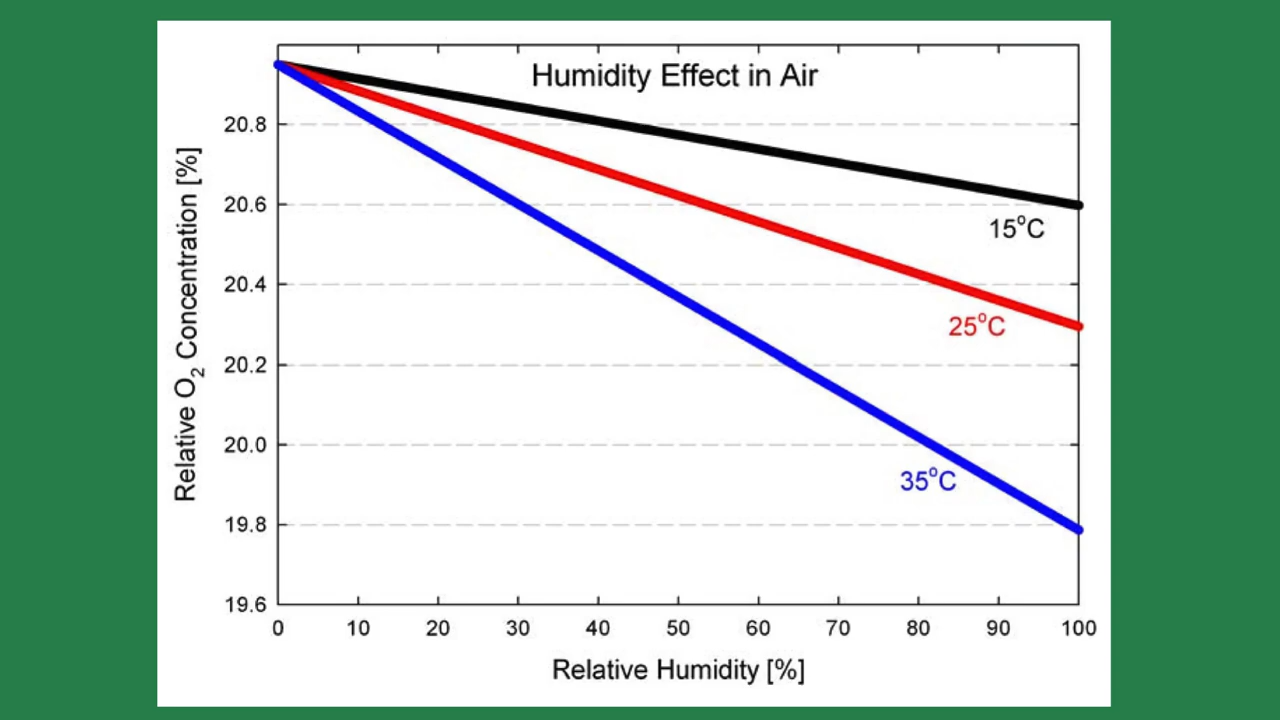 Humidity Effect in Air
Relative O₂ Concentration [%]
20.8
20.6
20.4
20.2
20.0
19.8
19.6
15°C
25°C
35°C
0 10 20 30 40 50 60 70 80 90 100
Relative Humidity [%]